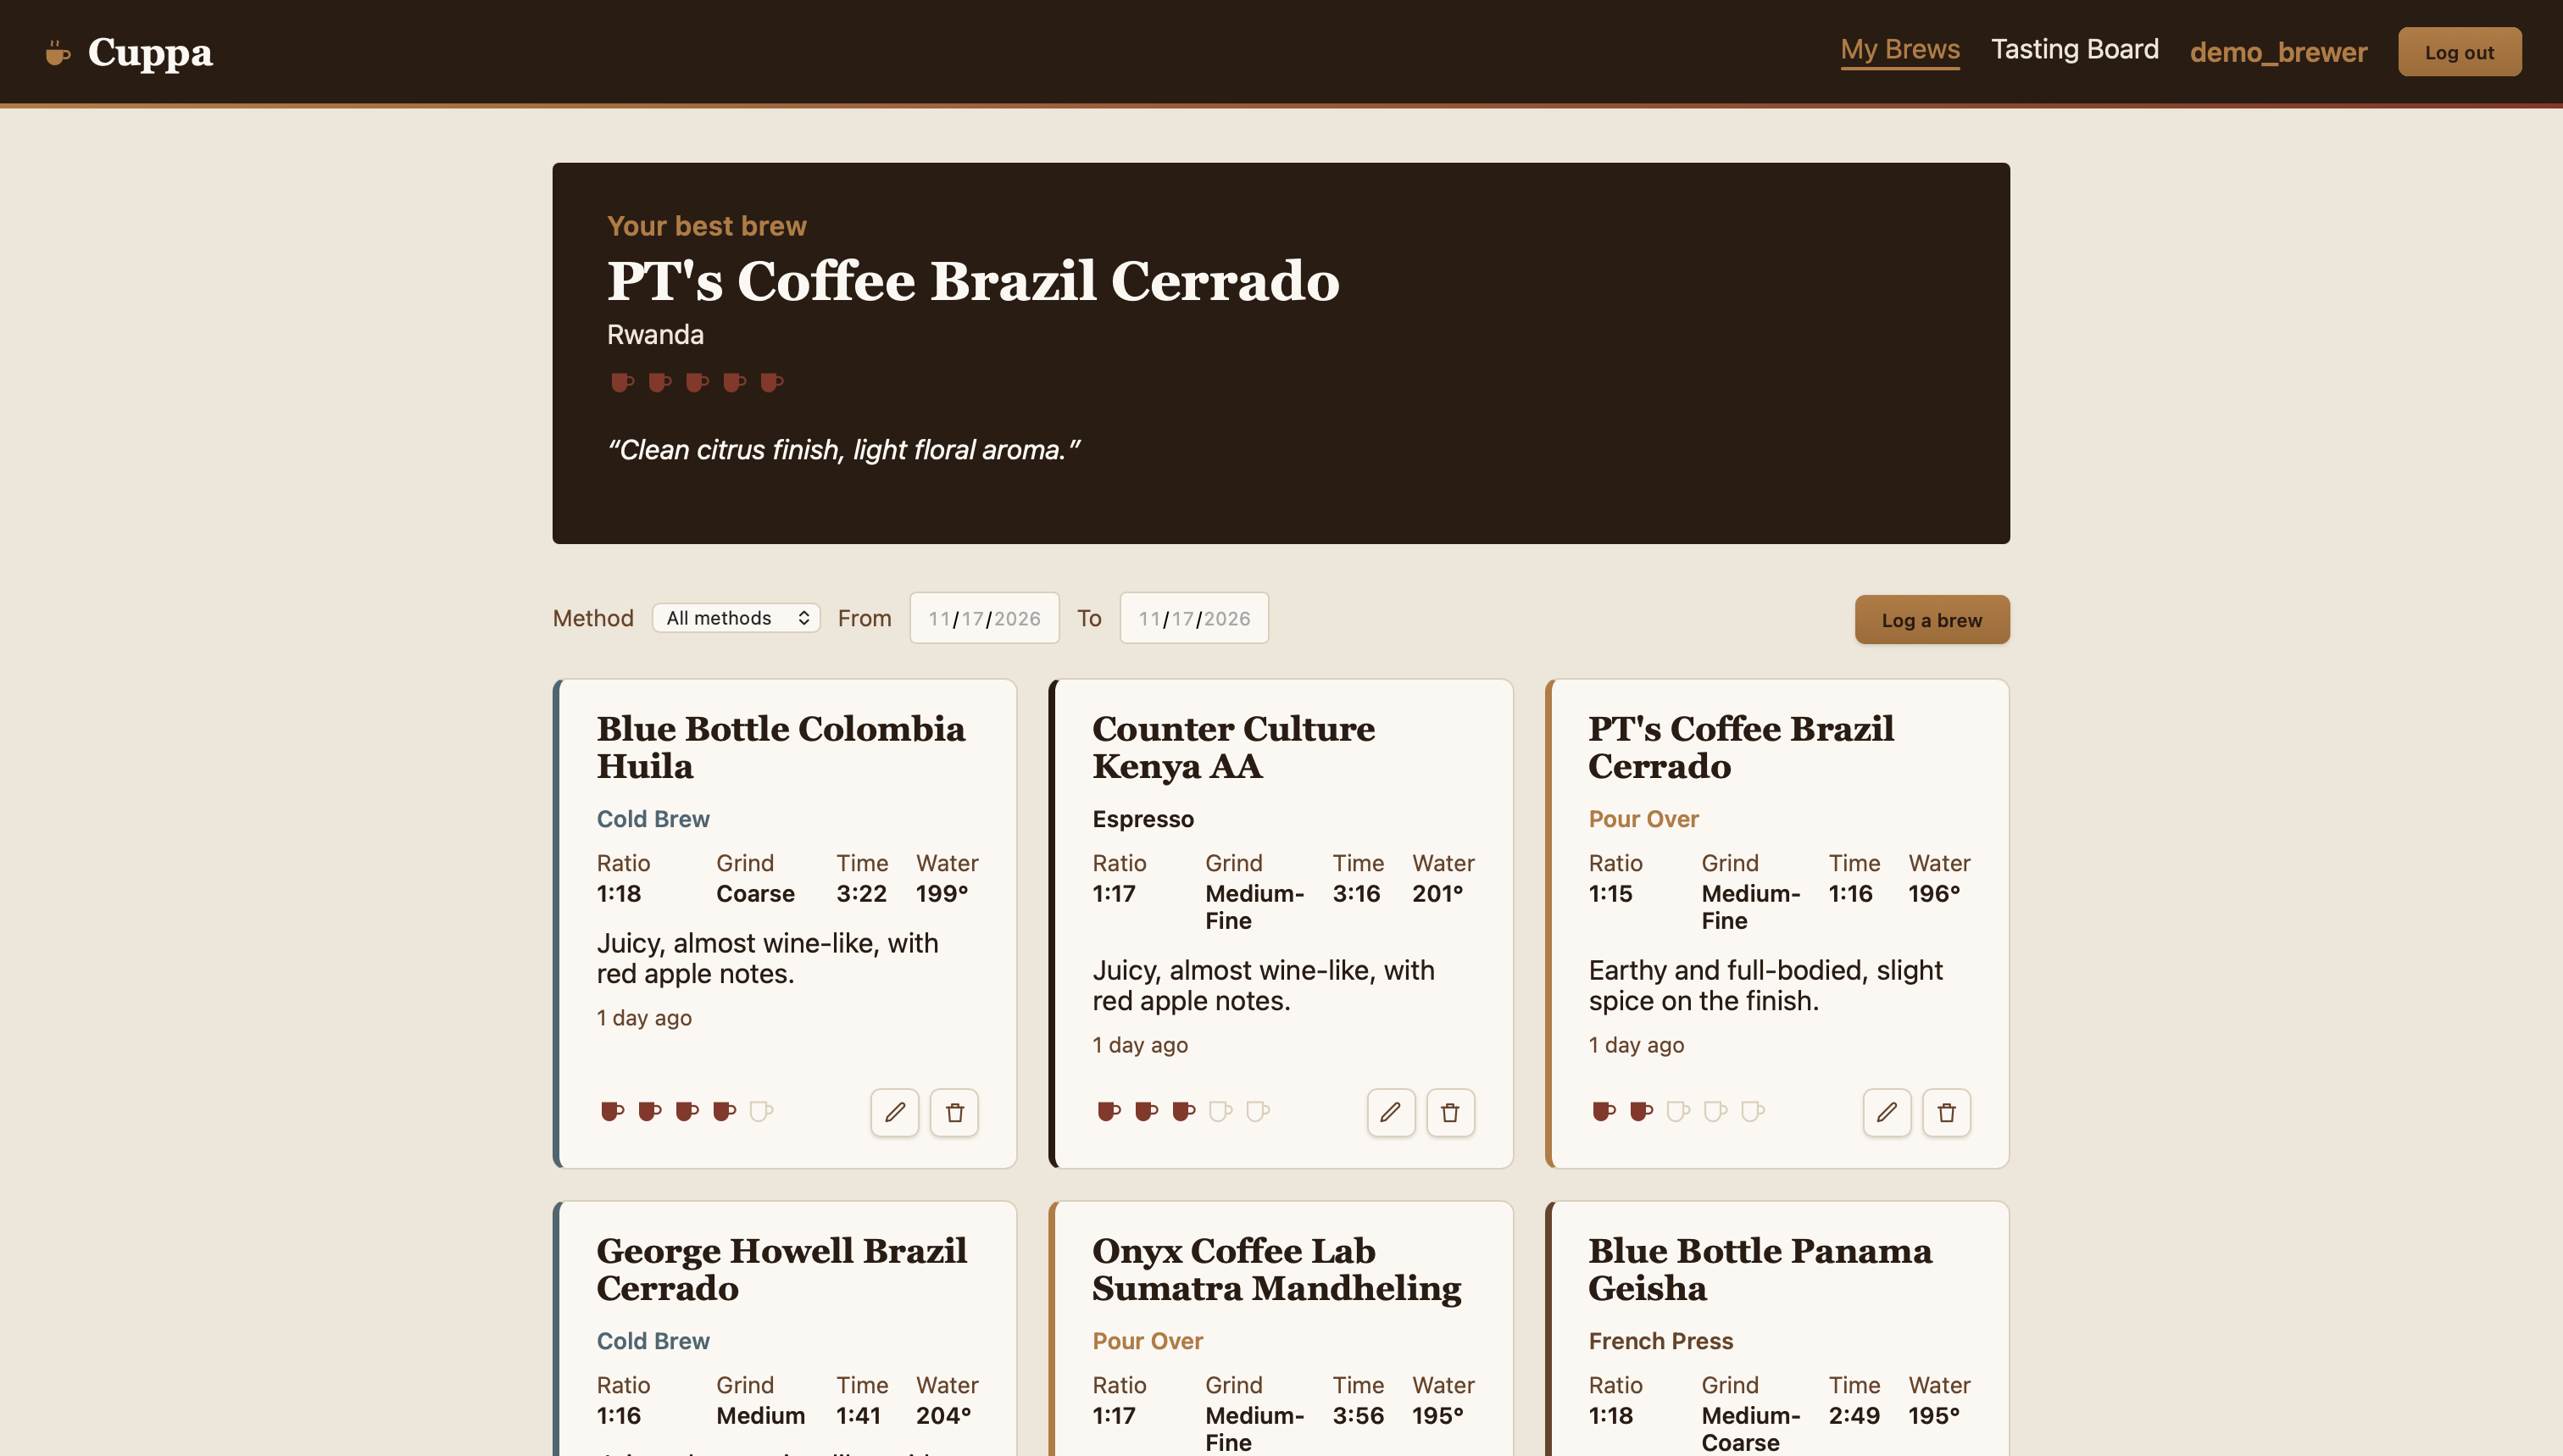 Cuppa
My Brews Tasting Board demo_brewer Log out
Your best brew
PT's Coffee Brazil Cerrado
Rwanda
“Clean citrus finish, light floral aroma.”
Method All methods From 11/17/2026 To 11/17/2026 Log a brew
Blue Bottle Colombia
Huila
Cold Brew
Ratio Grind Time Water
1:18 Coarse 3:22 199°
Juicy, almost wine-like, with
red apple notes.
1 day ago
Counter Culture
Kenya AA
Espresso
Ratio Grind Time Water
1:17 Medium- 3:16 201°
Fine
Juicy, almost wine-like, with
red apple notes.
1 day ago
PT's Coffee Brazil
Cerrado
Pour Over
Ratio Grind Time Water
1:15 Medium- 1:16 196°
Fine
Earthy and full-bodied, slight
spice on the finish.
1 day ago
George Howell Brazil
Cerrado
Cold Brew
Ratio Grind Time Water
1:16 Medium 1:41 204°
Onyx Coffee Lab
Sumatra Mandheling
Pour Over
Ratio Grind Time Water
1:17 Medium- 3:56 195°
Fine
Blue Bottle Panama
Geisha
French Press
Ratio Grind Time Water
1:18 Medium- 2:49 195°
Coarse